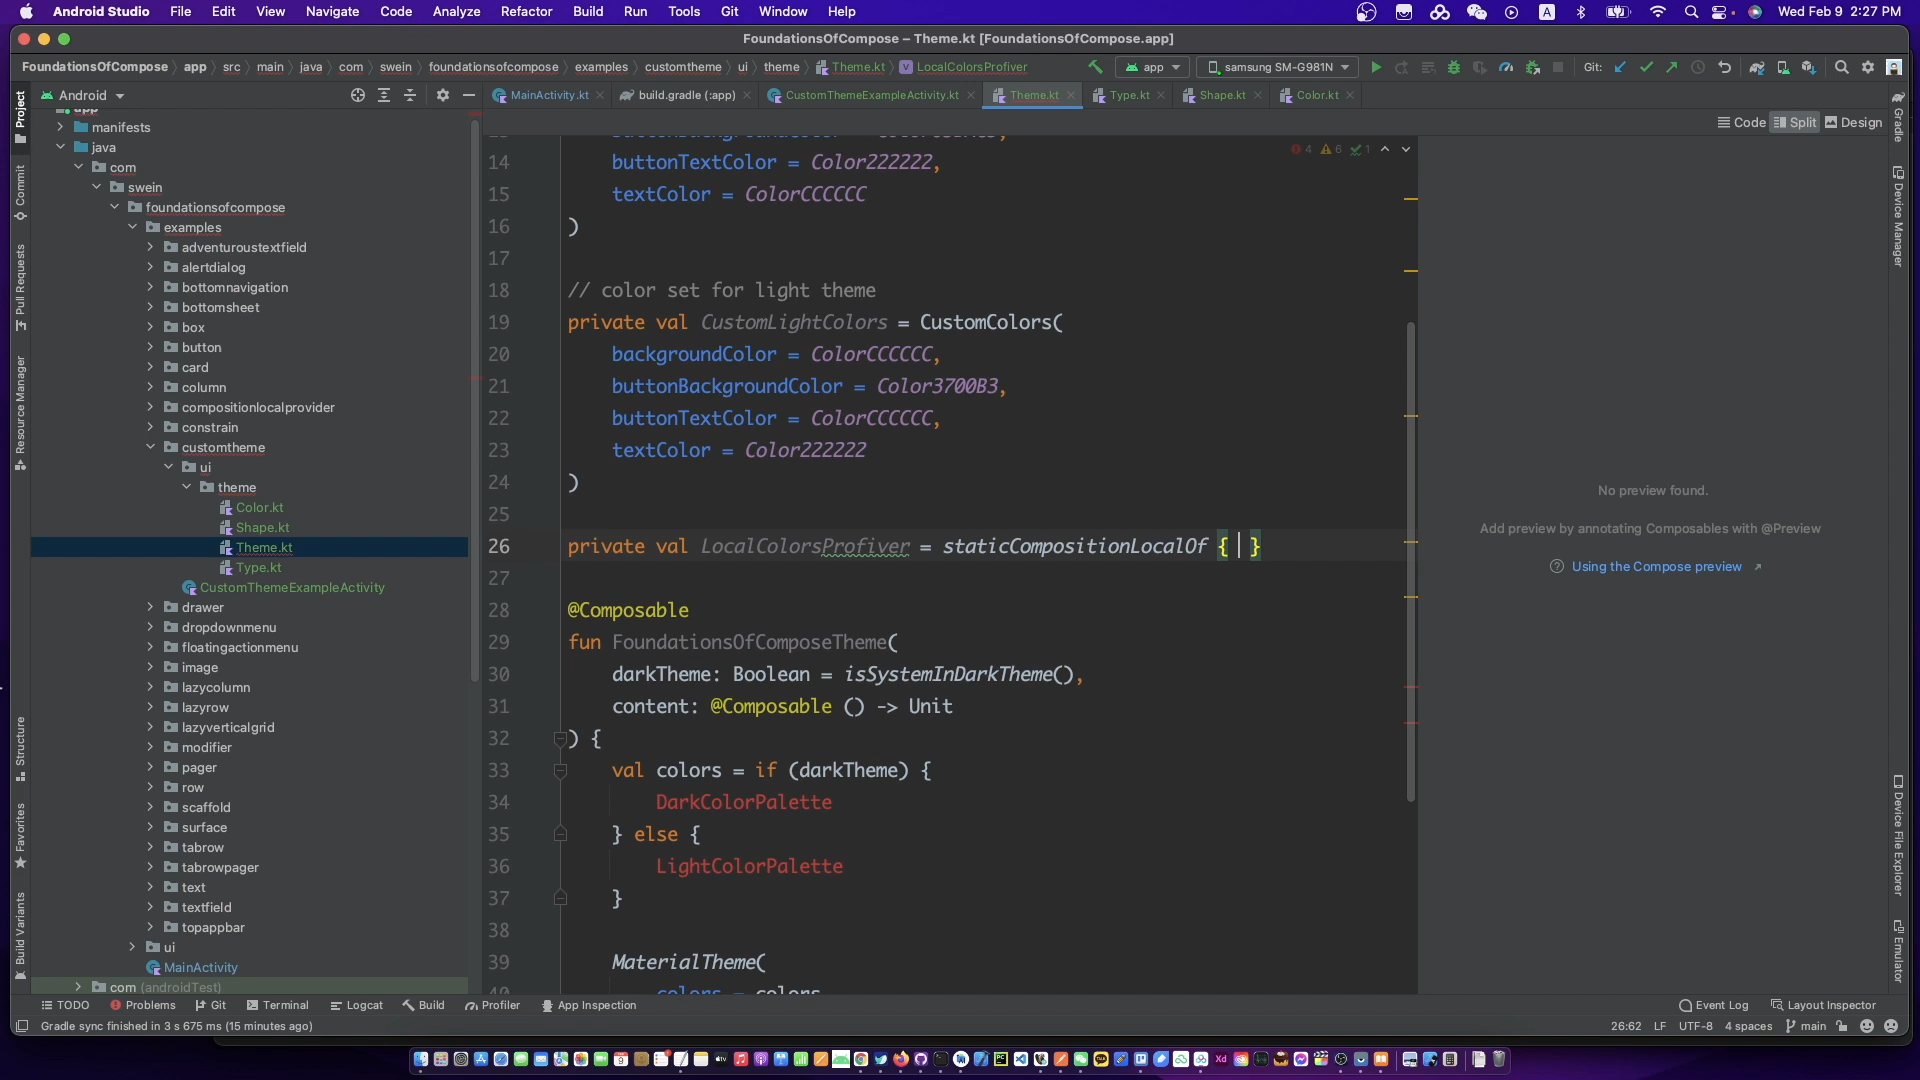 Android Studio File Edit View Navigate Code Analyze Refactor Build Run Tools Git Window Help Wed Feb 9 2:27 PM
FoundationsOfCompose – Theme.kt [FoundationsOfCompose.app]
FoundationsOfCompose app src main java com swein foundationsofcompose examples customtheme ui theme Theme.kt LocalColorsProfiver app samsung SM-G981N Git:
Android
MainActivity.kt build.gradle (:app) CustomThemeExampleActivity.kt Theme.kt Type.kt Shape.kt Color.kt
Code Split Design
Project
Commit
Pull Requests
Resource Manager
Structure
Favorites
Build Variants
app
manifests
java
com
swein
foundationsofcompose
examples
adventuroustextfield
alertdialog
bottomnavigation
bottomsheet
box
button
card
column
compositionlocalprovider
constrain
customtheme
ui
theme
Color.kt
Shape.kt
Theme.kt
Type.kt
CustomThemeExampleActivity
drawer
dropdownmenu
floatingactionmenu
image
lazycolumn
lazyrow
lazyverticalgrid
modifier
pager
row
scaffold
surface
tabrow
tabrowpager
text
textfield
topappbar
ui
MainActivity
com (androidTest)
4 6 1
14 buttonTextColor = Color222222,
15 textColor = ColorCCCCCC
16 )
17
18 // color set for light theme
19 private val CustomLightColors = CustomColors(
20 backgroundColor = ColorCCCCCC,
21 buttonBackgroundColor = Color3700B3,
22 buttonTextColor = ColorCCCCCC,
23 textColor = Color222222
24 )
25
26 private val LocalColorsProfiver = staticCompositionLocalOf { }
27
28 @Composable
29 fun FoundationsOfComposeTheme(
30 darkTheme: Boolean = isSystemInDarkTheme(),
31 content: @Composable () -> Unit
32 ) {
33 val colors = if (darkTheme) {
34 DarkColorPalette
35 } else {
36 LightColorPalette
37 }
38
39 MaterialTheme(
40 colors = colors
No preview found.
Add preview by annotating Composables with @Preview
Using the Compose preview
Gradle
Device Manager
Device File Explorer
Emulator
TODO Problems Git Terminal Logcat Build Profiler App Inspection Event Log Layout Inspector
Gradle sync finished in 3 s 675 ms (15 minutes ago) 26:62 LF UTF-8 4 spaces main